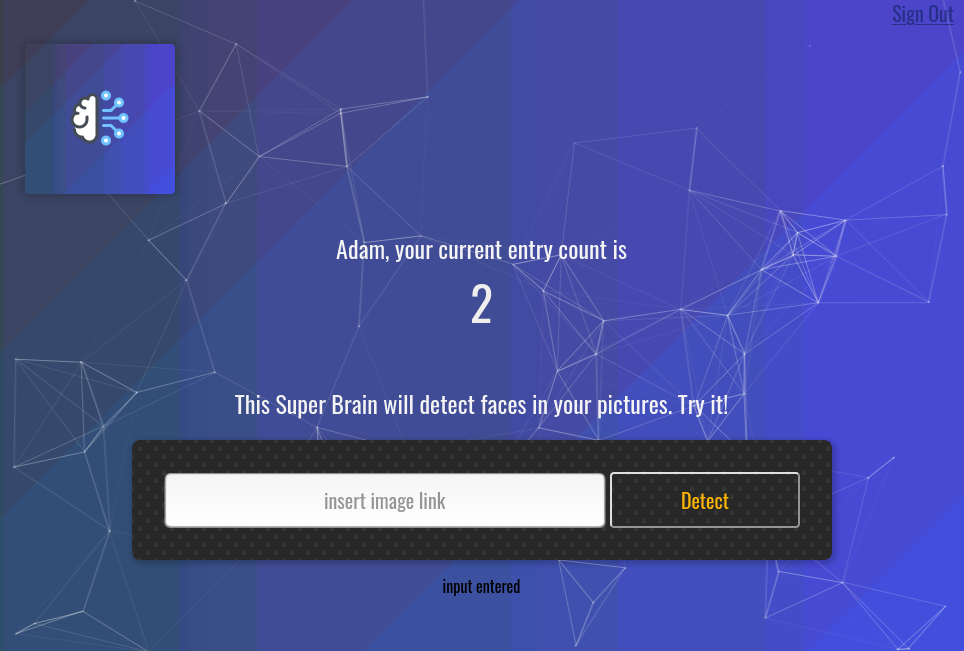 Sign Out
Adam, your current entry count is
2
This Super Brain will detect faces in your pictures. Try it!
insert image link
Detect
input entered